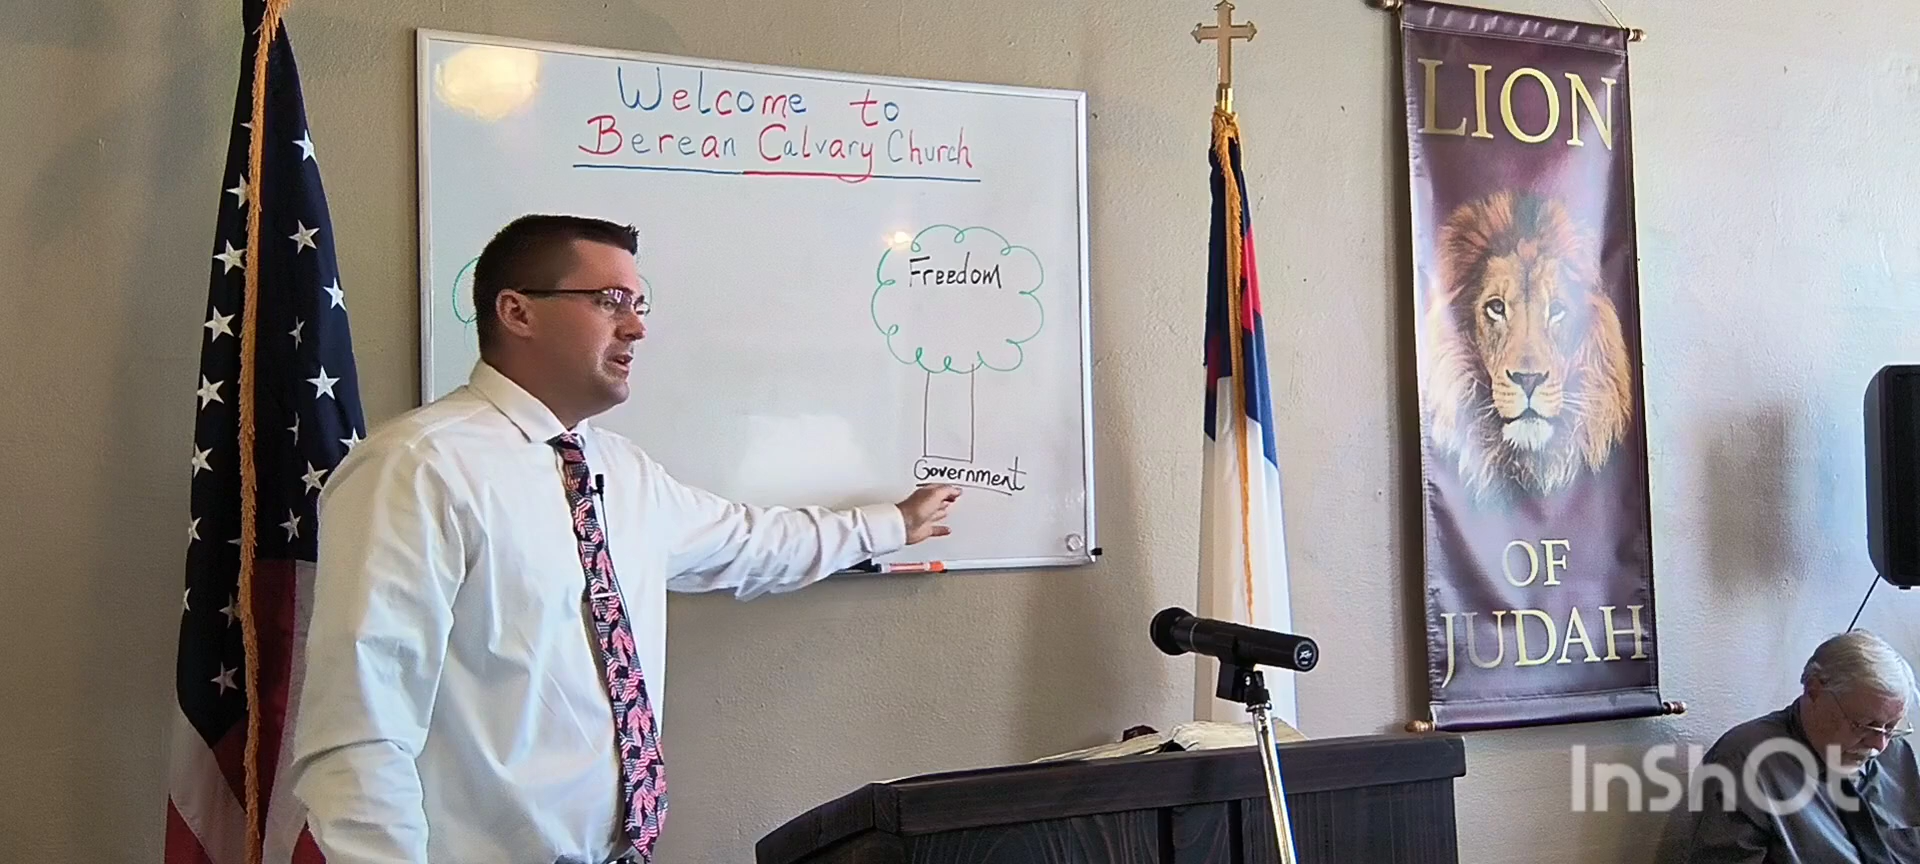 Welcome to
Berean Calvary Church
Freedom
Government
LION
OF
JUDAH
InShOt